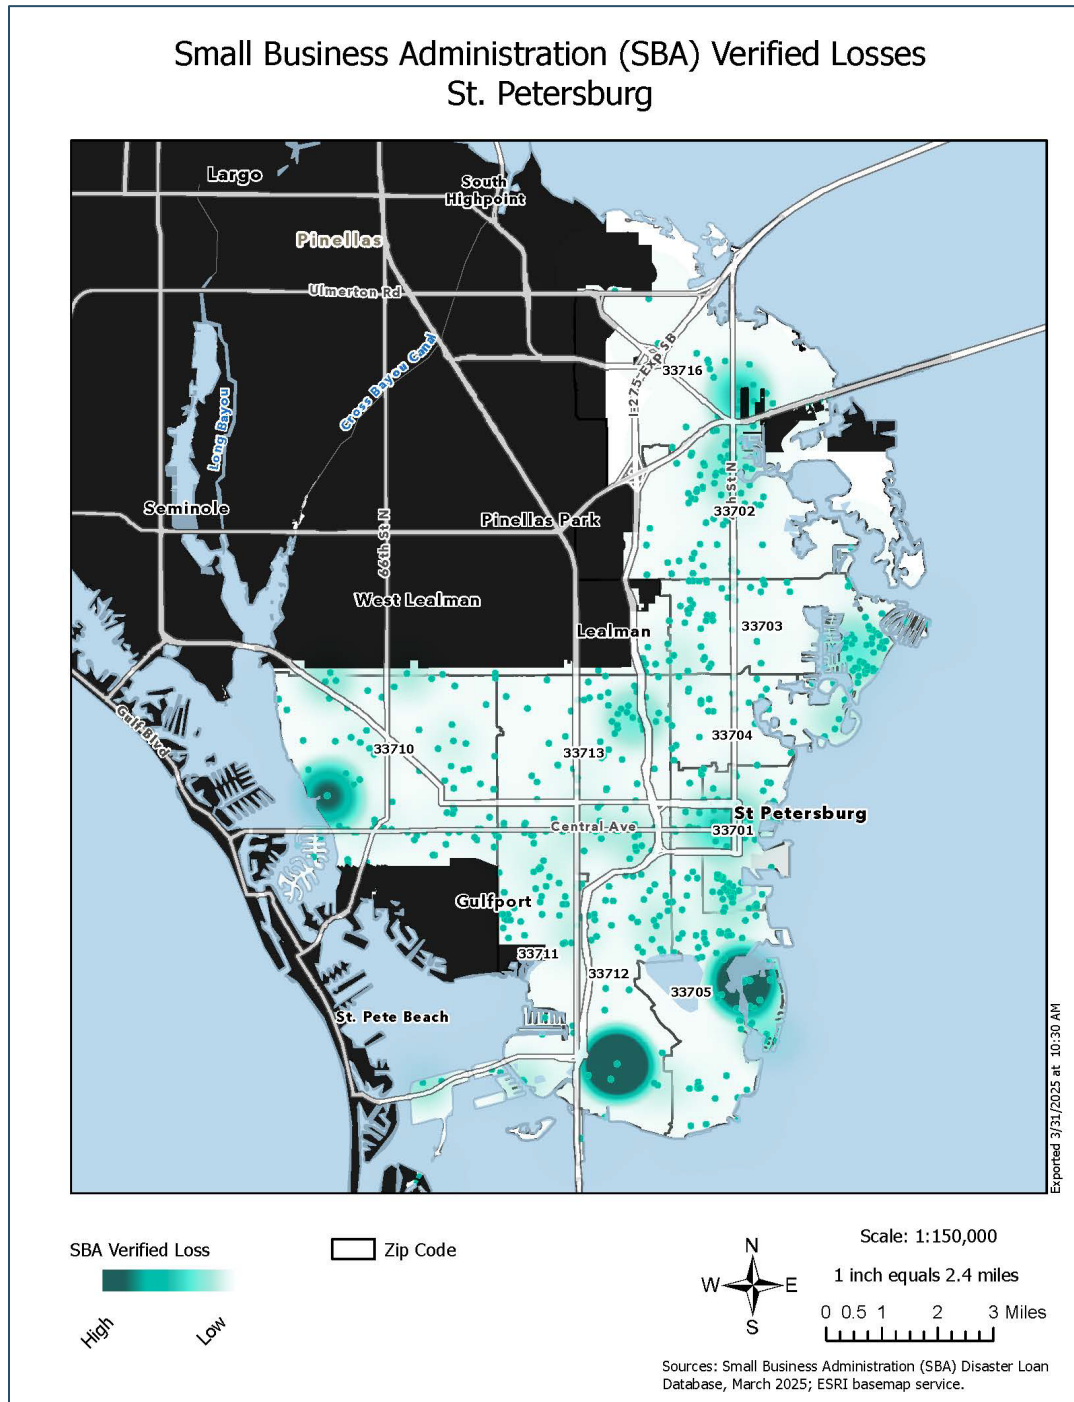 Small Business Administration (SBA) Verified Losses
St. Petersburg
Largo
South
Highpoint
Pinellas
Ulmerton Rd
I-275-Exp SB
33716
Cross Bayou Canal
Long Bayou
Seminole
Pinellas Park
66th St N
h St N
33702
West Lealman
Lealman
33703
Gulf Blvd
33710
33713
33704
St Petersburg
Central Ave
33701
Gulfport
33711
33712
33705
St. Pete Beach
Exported 3/31/2025 at 10:30 AM
SBA Verified Loss
High
Low
Zip Code
N
W
E
S
Scale: 1:150,000
1 inch equals 2.4 miles
0 0.5 1 2 3 Miles
Sources: Small Business Administration (SBA) Disaster Loan
Database, March 2025; ESRI basemap service.